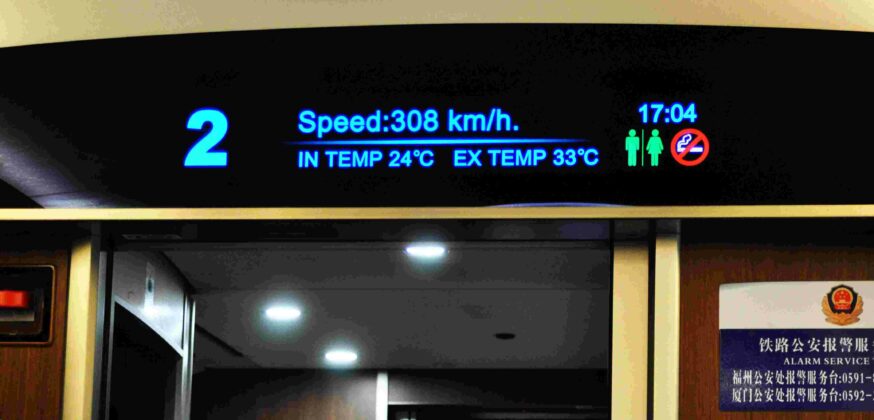 2
Speed:308 km/h.
17:04
IN TEMP 24℃ EX TEMP 33℃
铁路公安报警服
ALARM SERVICE
福州公安处报警服务台:0591-
厦门公安处报警服务台:0592-